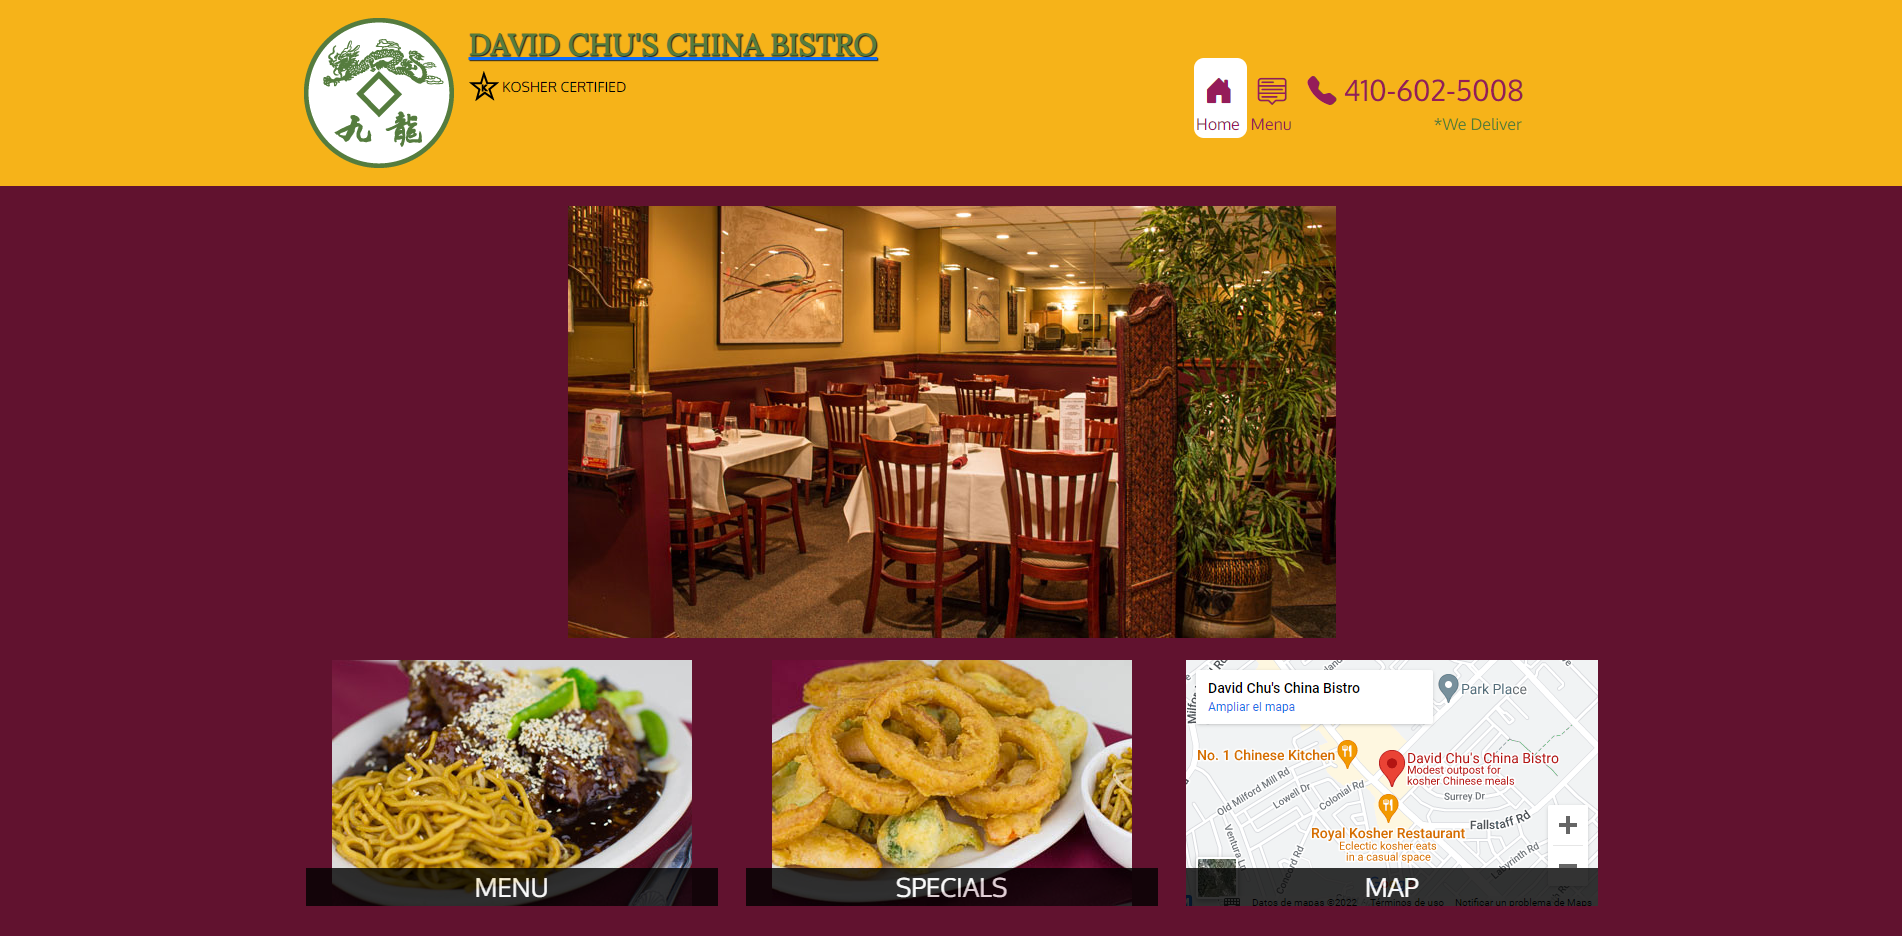 九龍
DAVID CHU'S CHINA BISTRO
KOSHER CERTIFIED
K
Home
Menu
410-602-5008
*We Deliver
MENU
SPECIALS
David Chu's China Bistro
Ampliar el mapa
Park Place
No. 1 Chinese Kitchen
David Chu's China Bistro
Modest outpost for
kosher Chinese meals
Old Milford Mill Rd
Lowell Dr
Colonial Rd
Surrey Dr
Fallstaff Rd
Royal Kosher Restaurant
Eclectic kosher eats
in a casual space
Ventura Ln
Concord Rd
Labyrinth Rd
MAP
Datos de mapas ©2022
Términos de uso
Notificar un problema de Maps